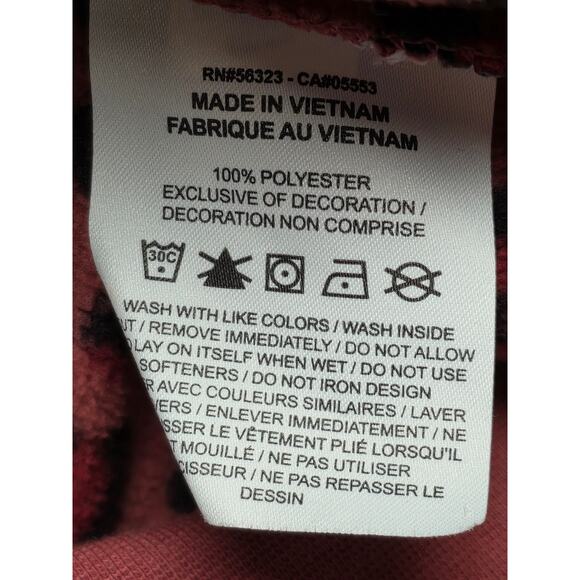 RN#56323 - CA#05553
MADE IN VIETNAM
FABRIQUE AU VIETNAM
100% POLYESTER
EXCLUSIVE OF DECORATION /
DECORATION NON COMPRISE
30C
WASH WITH LIKE COLORS / WASH INSIDE
/ REMOVE IMMEDIATELY / DO NOT ALLOW
LAY ON ITSELF WHEN WET / DO NOT USE
SOFTENERS / DO NOT IRON DESIGN
AVEC COULEURS SIMILAIRES / LAVER
/ ENLEVER IMMEDIATEMENT / NE
LE VÊTEMENT PLIÉ LORSQU'IL
MOUILLÉ / NE PAS UTILISER
/ NE PAS REPASSER LE
DESSIN